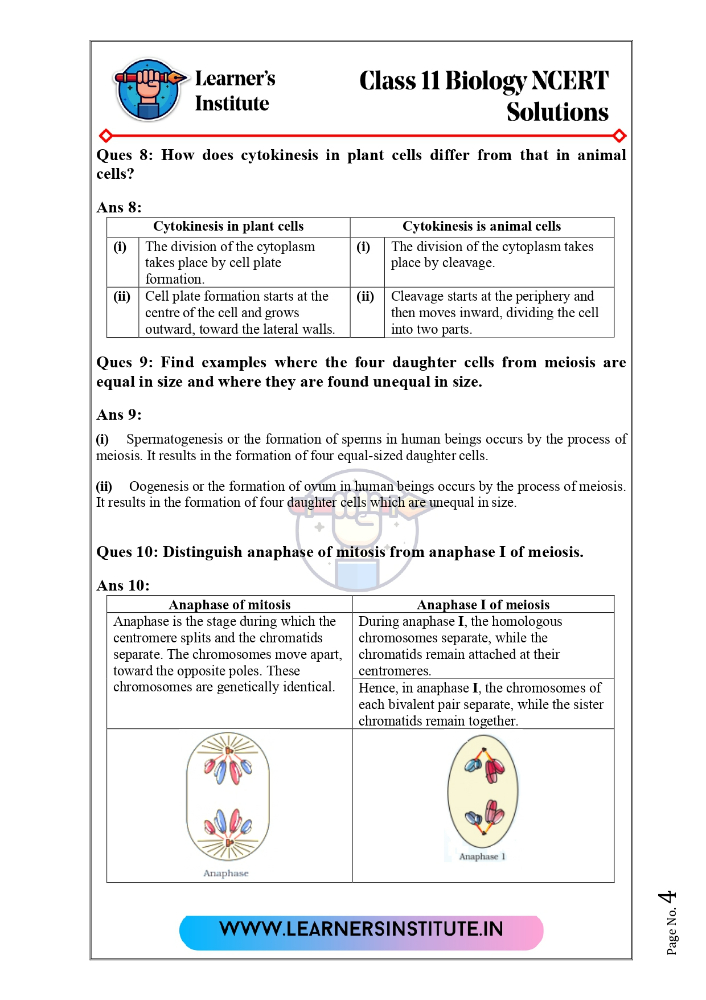 Learner's
Institute
Class 11 Biology NCERT
Solutions
Ques 8: How does cytokinesis in plant cells differ from that in animal
cells?
Ans 8:
Cytokinesis in plant cells
Cytokinesis is animal cells
(i) The division of the cytoplasm
takes place by cell plate
formation.
(i) The division of the cytoplasm takes
place by cleavage.
(ii) Cell plate formation starts at the
centre of the cell and grows
outward, toward the lateral walls.
(ii) Cleavage starts at the periphery and
then moves inward, dividing the cell
into two parts.
Ques 9: Find examples where the four daughter cells from meiosis are
equal in size and where they are found unequal in size.
Ans 9:
(i) Spermatogenesis or the formation of sperms in human beings occurs by the process of
meiosis. It results in the formation of four equal-sized daughter cells.
(ii) Oogenesis or the formation of ovum in human beings occurs by the process of meiosis.
It results in the formation of four daughter cells which are unequal in size.
Ques 10: Distinguish anaphase of mitosis from anaphase I of meiosis.
Ans 10:
Anaphase of mitosis
Anaphase I of meiosis
Anaphase is the stage during which the
centromere splits and the chromatids
separate. The chromosomes move apart,
toward the opposite poles. These
chromosomes are genetically identical.
During anaphase I, the homologous
chromosomes separate, while the
chromatids remain attached at their
centromeres.
Hence, in anaphase I, the chromosomes of
each bivalent pair separate, while the sister
chromatids remain together.
Anaphase
Anaphase 1
WWW.LEARNERSINSTITUTE.IN
Page No. 4